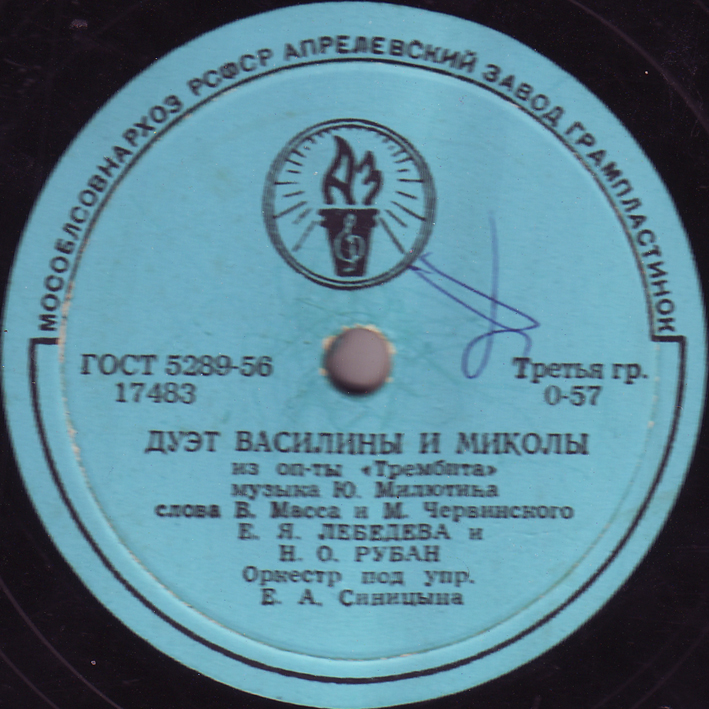 МОСОБЛСОВНАРХОЗ РСФСР АПРЕЛЕВСКИЙ ЗАВОД ГРАМПЛАСТИНОК
АЗ
ГОСТ 5289-56
17483
Третья гр.
0-57
ДУЭТ ВАСИЛИНЫ И МИКОЛЫ
из оп-ты «Трембита»
музыка Ю. Милютина
слова В. Масса и М. Червинского
Е. Я. ЛЕБЕДЕВА и
Н. О. РУБАН
Оркестр под упр.
Е. А. Синицына